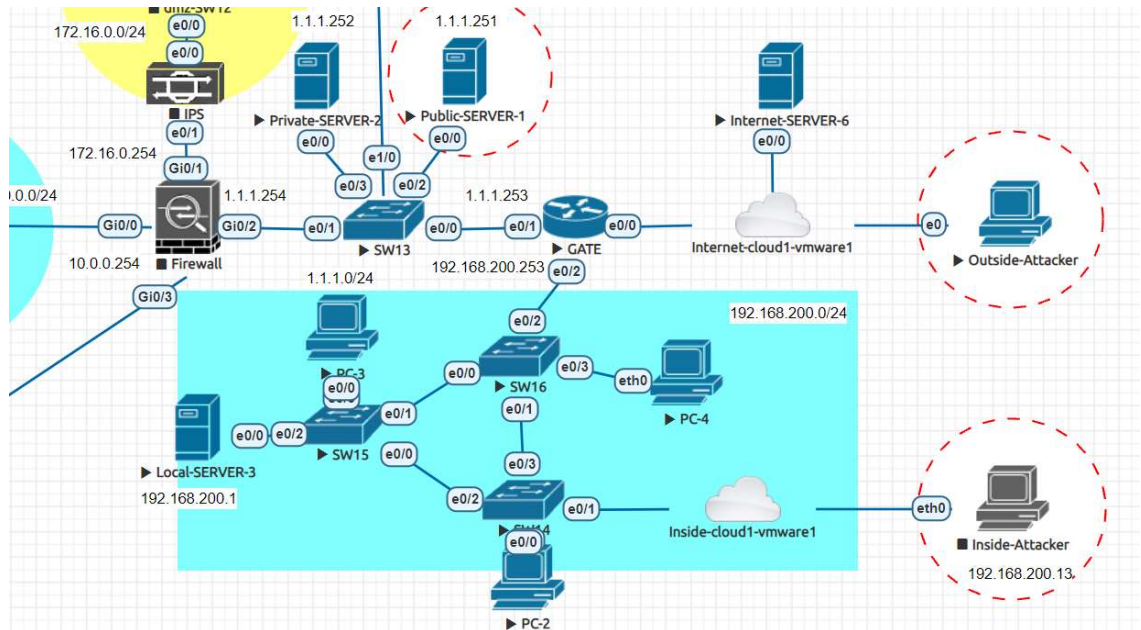 dmz-SW12
e0/0
172.16.0.0/24
e0/0
IPS
e0/1
172.16.0.254
Gi0/1
1.1.1.252
1.1.1.251
Private-SERVER-2
Public-SERVER-1
Internet-SERVER-6
e0/0
e0/0
e0/0
e1/0
e0/3
e0/2
.0.0/24
1.1.1.254
1.1.1.253
Gi0/0
Gi0/2
e0/1
e0/0
e0/1
e0/0
e0
SW13
GATE
Internet-cloud1-vmware1
Outside-Attacker
10.0.0.254
Firewall
192.168.200.253
e0/2
1.1.1.0/24
Gi0/3
192.168.200.0/24
e0/2
PC-3
e0/0
e0/0
SW16
e0/3
eth0
PC-4
e0/1
e0/1
e0/0
e0/2
SW15
e0/0
e0/3
Local-SERVER-3
192.168.200.1
e0/2
e0/1
eth0
SW14
Inside-cloud1-vmware1
e0/0
Inside-Attacker
192.168.200.13
PC-2